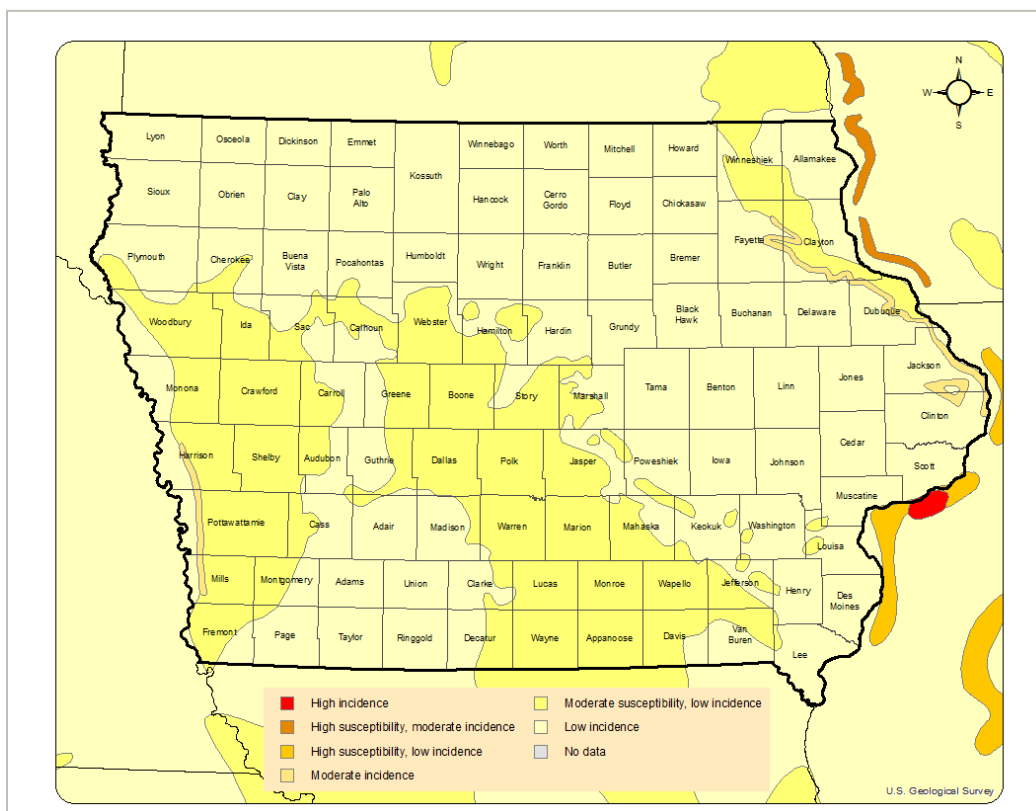 N
W E
S
Lyon
Osceola
Dickinson
Emmet
Kossuth
Winnebago
Worth
Mitchell
Howard
Winneshiek
Allamakee
Sioux
Obrien
Clay
Palo
Alto
Hancock
Cerro
Gordo
Floyd
Chickasaw
Fayette
Clayton
Plymouth
Cherokee
Buena
Vista
Pocahontas
Humboldt
Wright
Franklin
Butler
Bremer
Woodbury
Ida
Sac
Calhoun
Webster
Hamilton
Hardin
Grundy
Black
Hawk
Buchanan
Delaware
Dubuque
Monona
Crawford
Carroll
Greene
Boone
Story
Marshall
Tama
Benton
Linn
Jones
Jackson
Clinton
Harrison
Shelby
Audubon
Guthrie
Dallas
Polk
Jasper
Poweshiek
Iowa
Johnson
Cedar
Scott
Muscatine
Pottawattamie
Cass
Adair
Madison
Warren
Marion
Mahaska
Keokuk
Washington
Louisa
Mills
Montgomery
Adams
Union
Clarke
Lucas
Monroe
Wapello
Jefferson
Henry
Des
Moines
Fremont
Page
Taylor
Ringgold
Decatur
Wayne
Appanoose
Davis
Van
Buren
Lee
High incidence
High susceptibility, moderate incidence
High susceptibility, low incidence
Moderate incidence
Moderate susceptibility, low incidence
Low incidence
No data
U.S. Geological Survey